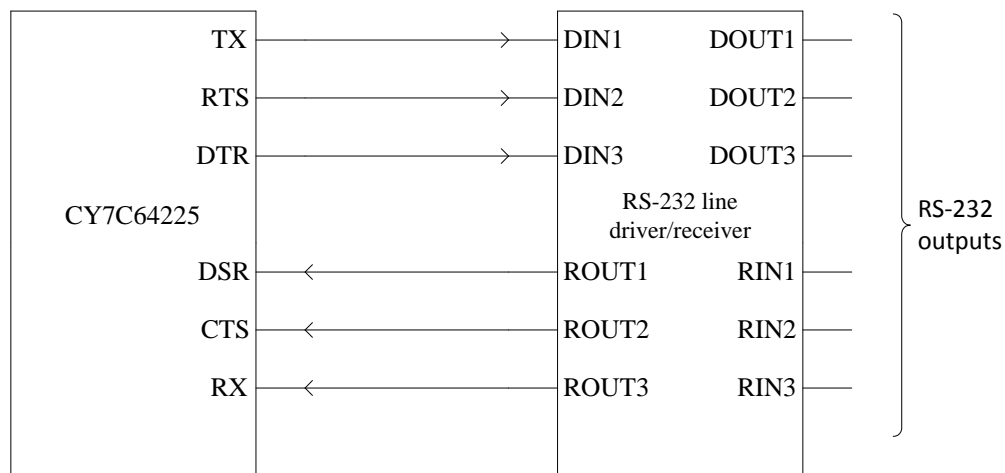 TX
DIN1
DOUT1
RTS
DIN2
DOUT2
DTR
DIN3
DOUT3
CY7C64225
RS-232 line
driver/receiver
RS-232
outputs
DSR
ROUT1
RIN1
CTS
ROUT2
RIN2
RX
ROUT3
RIN3